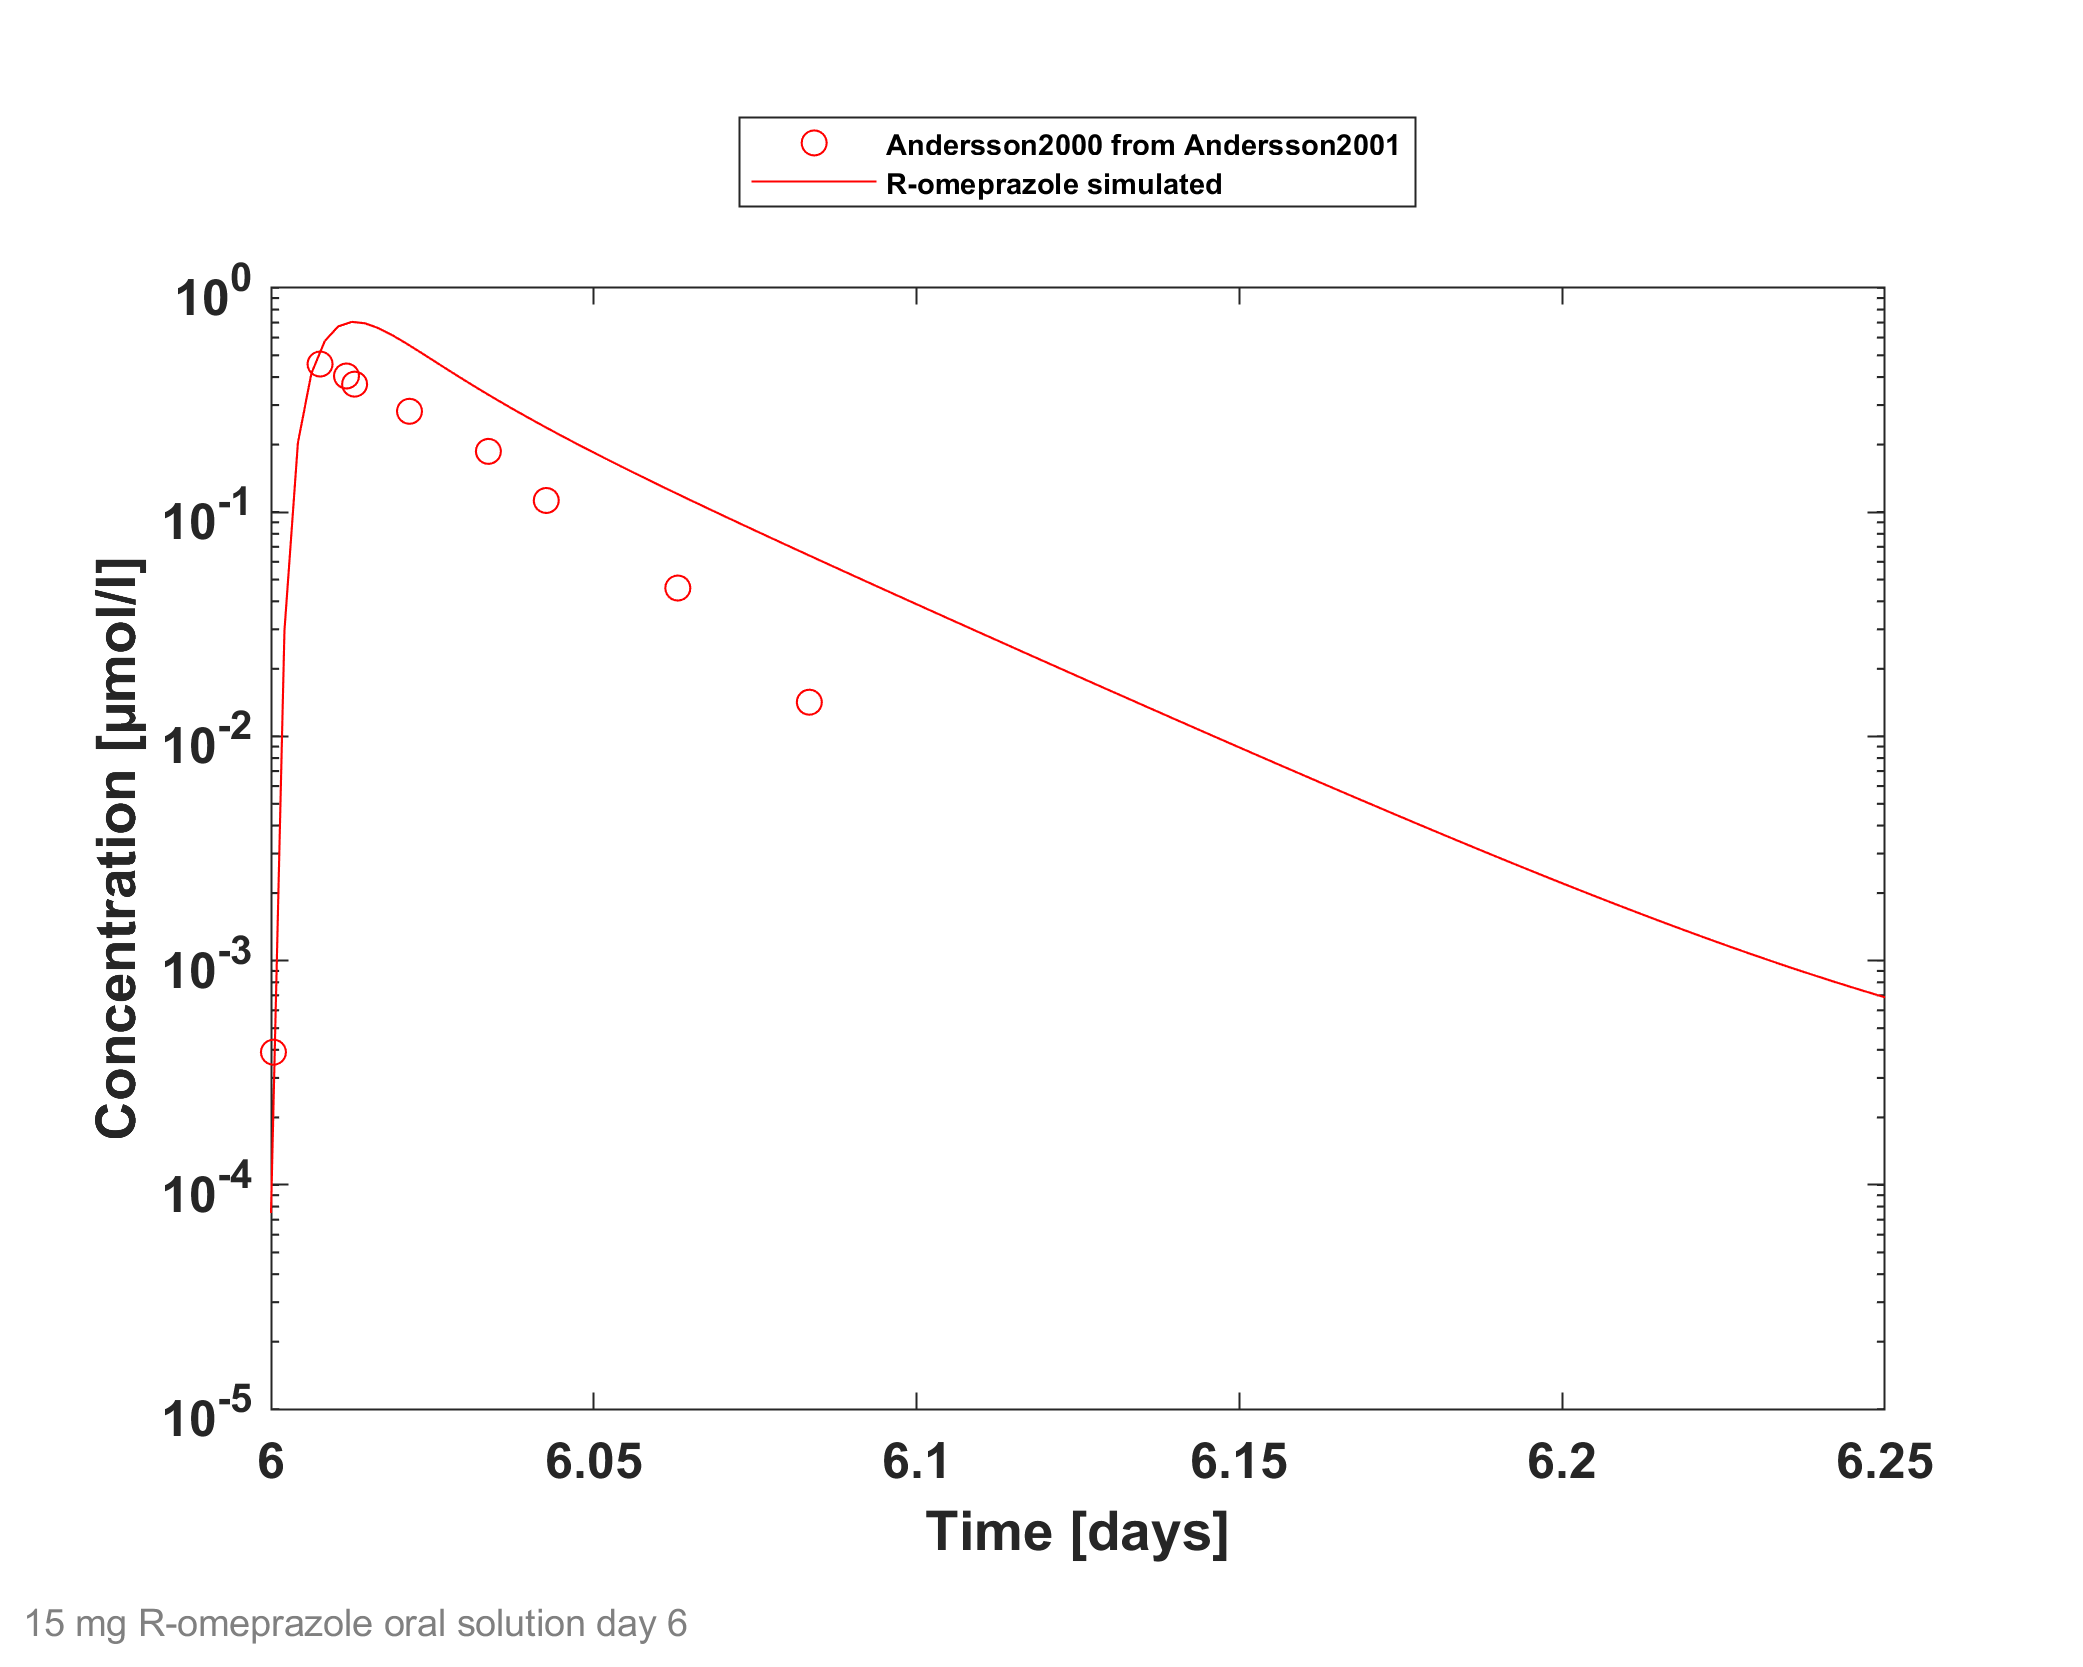 Andersson2000 from Andersson2001
R-omeprazole simulated
10^0
10^-1
10^-2
10^-3
10^-4
10^-5
Concentration [µmol/l]
6 6.05 6.1 6.15 6.2 6.25
Time [days]
15 mg R-omeprazole oral solution day 6